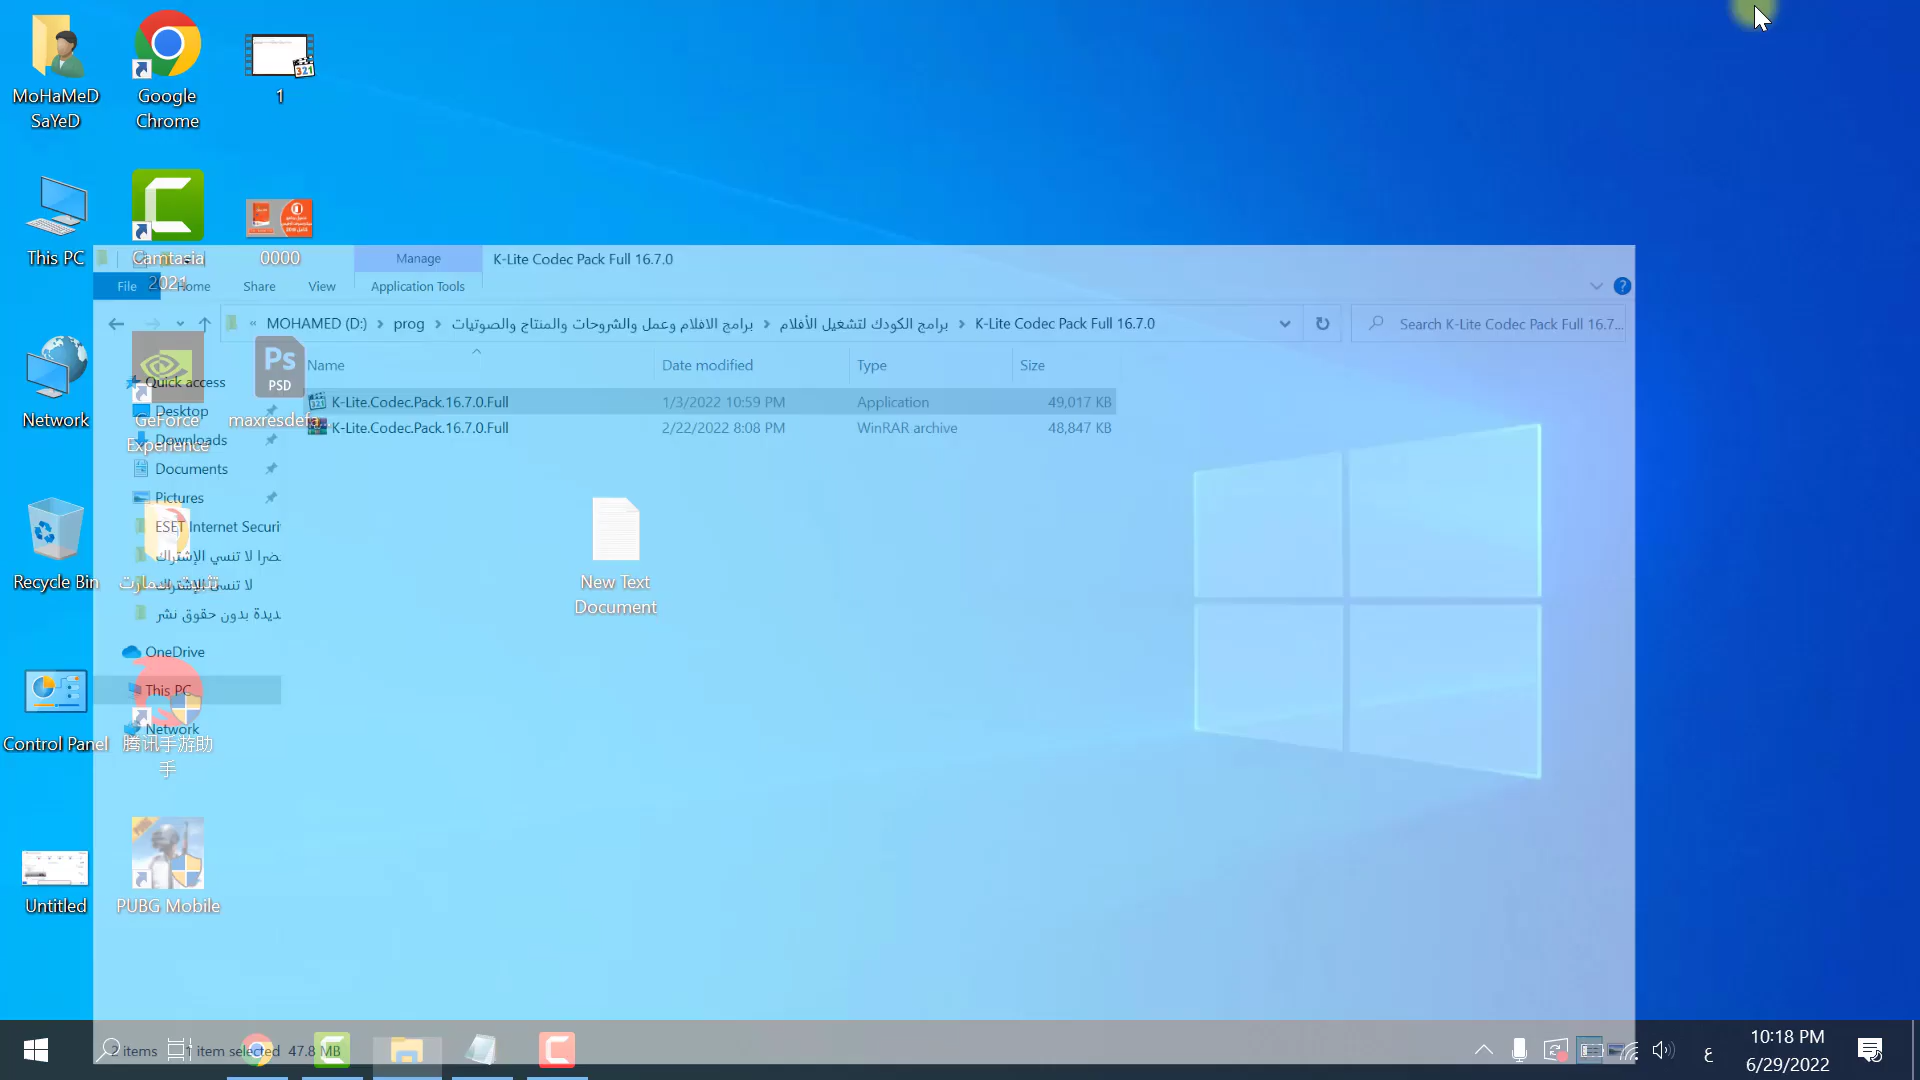 MoHaMeD
SaYeD
Google
Chrome
1
This PC
Camtasia
2021
0000
Manage
K-Lite Codec Pack Full 16.7.0
File
Home
Share
View
Application Tools
« MOHAMED (D:) › prog › برامج الافلام وعمل والشروحات والمنتاج والصوتيات › برامج الكودك لتشغيل الأفلام › K-Lite Codec Pack Full 16.7.0
Search K-Lite Codec Pack Full 16.7...
Name
Date modified
Type
Size
K-Lite.Codec.Pack.16.7.0.Full
1/3/2022 10:59 PM
Application
49,017 KB
K-Lite.Codec.Pack.16.7.0.Full
2/22/2022 8:08 PM
WinRAR archive
48,847 KB
Ps
PSD
Quick access
Desktop
Downloads
Documents
Pictures
ESET Internet Securi
لا تنسي الإشتراك
لا تنسي الإشتراك
بدون حقوق نشر
OneDrive
This PC
Network
Network
GeForce
Experience
Recycle Bin
تثبيت سمارت
New Text
Document
Control Panel
腾讯手游助
手
Untitled
PUBG Mobile
2 items
1 item selected 47.8 MB
ع
10:18 PM
6/29/2022